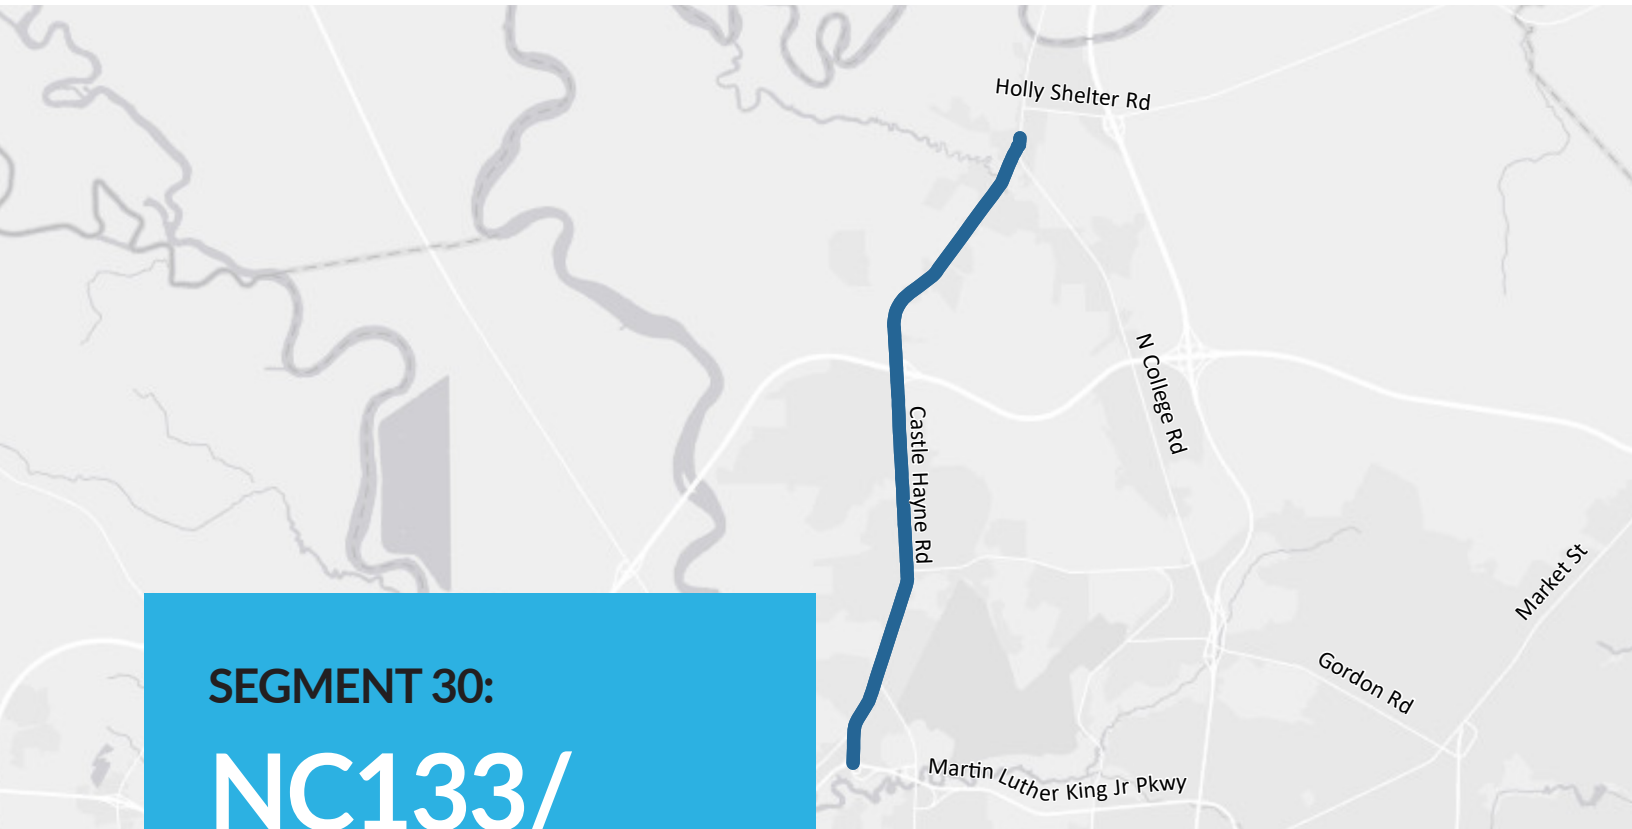 Holly Shelter Rd
N College Rd
Castle Hayne Rd
Market St
Gordon Rd
Martin Luther King Jr Pkwy
SEGMENT 30:
NC133/